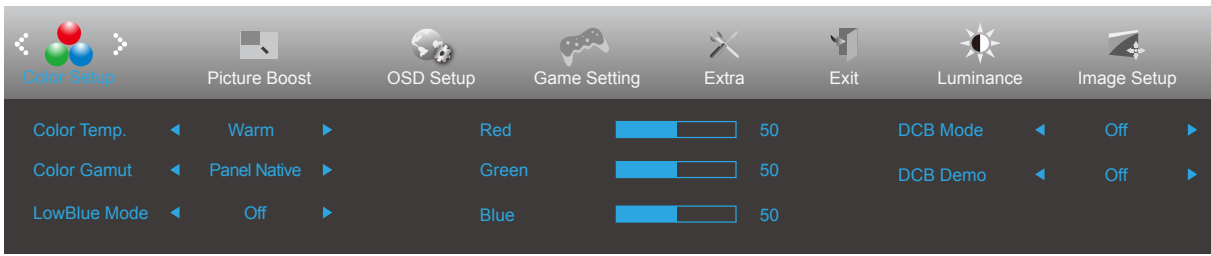 Color Setup
Picture Boost
OSD Setup
Game Setting
Extra
Exit
Luminance
Image Setup
Color Temp. Warm Red 50 DCB Mode Off
Color Gamut Panel Native Green 50 DCB Demo Off
LowBlue Mode Off Blue 50